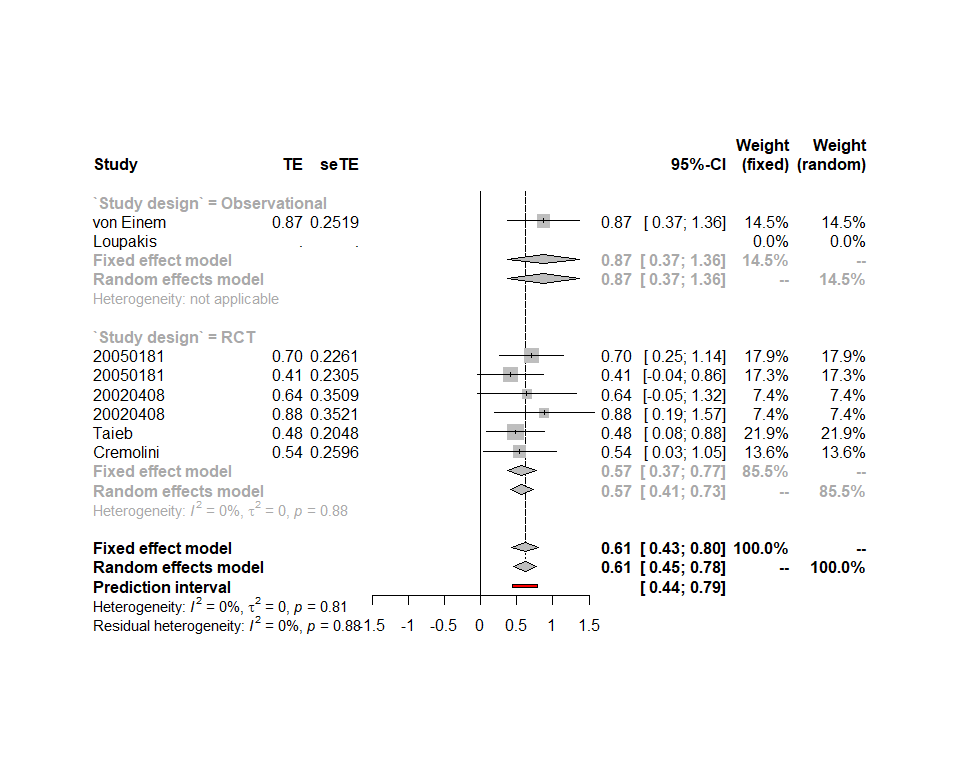 Weight Weight
Study TE seTE 95%-CI (fixed) (random)
`Study design` = Observational
von Einem 0.87 0.2519 0.87 [ 0.37; 1.36] 14.5% 14.5%
Loupakis . . 0.0% 0.0%
Fixed effect model 0.87 [ 0.37; 1.36] 14.5% --
Random effects model 0.87 [ 0.37; 1.36] -- 14.5%
Heterogeneity: not applicable
`Study design` = RCT
20050181 0.70 0.2261 0.70 [ 0.25; 1.14] 17.9% 17.9%
20050181 0.41 0.2305 0.41 [-0.04; 0.86] 17.3% 17.3%
20020408 0.64 0.3509 0.64 [-0.05; 1.32] 7.4% 7.4%
20020408 0.88 0.3521 0.88 [ 0.19; 1.57] 7.4% 7.4%
Taieb 0.48 0.2048 0.48 [ 0.08; 0.88] 21.9% 21.9%
Cremolini 0.54 0.2596 0.54 [ 0.03; 1.05] 13.6% 13.6%
Fixed effect model 0.57 [ 0.37; 0.77] 85.5% --
Random effects model 0.57 [ 0.41; 0.73] -- 85.5%
Heterogeneity: I² = 0%, τ² = 0, p = 0.88
Fixed effect model 0.61 [ 0.43; 0.80] 100.0% --
Random effects model 0.61 [ 0.45; 0.78] -- 100.0%
Prediction interval [ 0.44; 0.79]
Heterogeneity: I² = 0%, τ² = 0, p = 0.81
Residual heterogeneity: I² = 0%, p = 0.88 -1.5 -1 -0.5 0 0.5 1 1.5